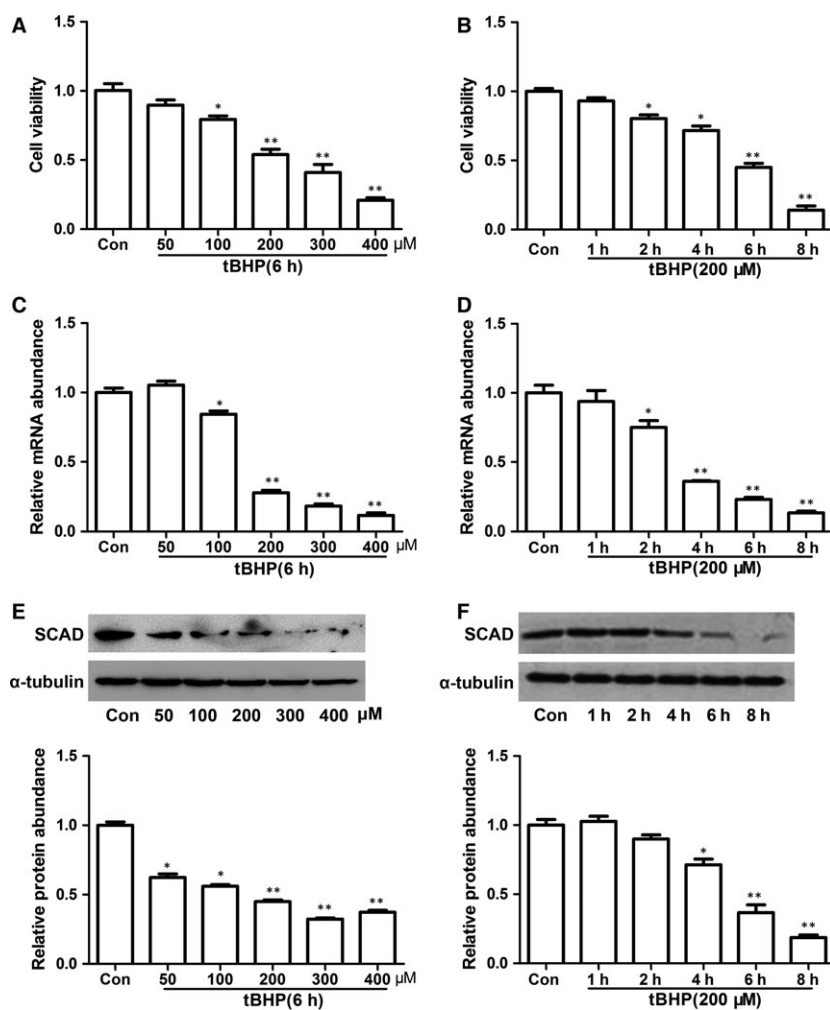 A
Cell viability
1.5
1.0
0.5
0.0
* ** ** **
Con 50 100 200 300 400 μM
tBHP(6 h)
B
Cell viability
1.5
1.0
0.5
0.0
* * ** **
Con 1 h 2 h 4 h 6 h 8 h
tBHP(200 μM)
C
Relative mRNA abundance
1.5
1.0
0.5
0.0
* ** ** **
Con 50 100 200 300 400 μM
tBHP(6 h)
D
Relative mRNA abundance
1.5
1.0
0.5
0.0
* ** ** **
Con 1 h 2 h 4 h 6 h 8 h
tBHP(200 μM)
E
SCAD
α-tubulin
Con 50 100 200 300 400 μM
Relative protein abundance
1.5
1.0
0.5
0.0
* * ** ** **
Con 50 100 200 300 400 μM
tBHP(6 h)
F
SCAD
α-tubulin
Con 1 h 2 h 4 h 6 h 8 h
Relative protein abundance
1.5
1.0
0.5
0.0
* ** **
Con 1 h 2 h 4 h 6 h 8 h
tBHP(200 μM)